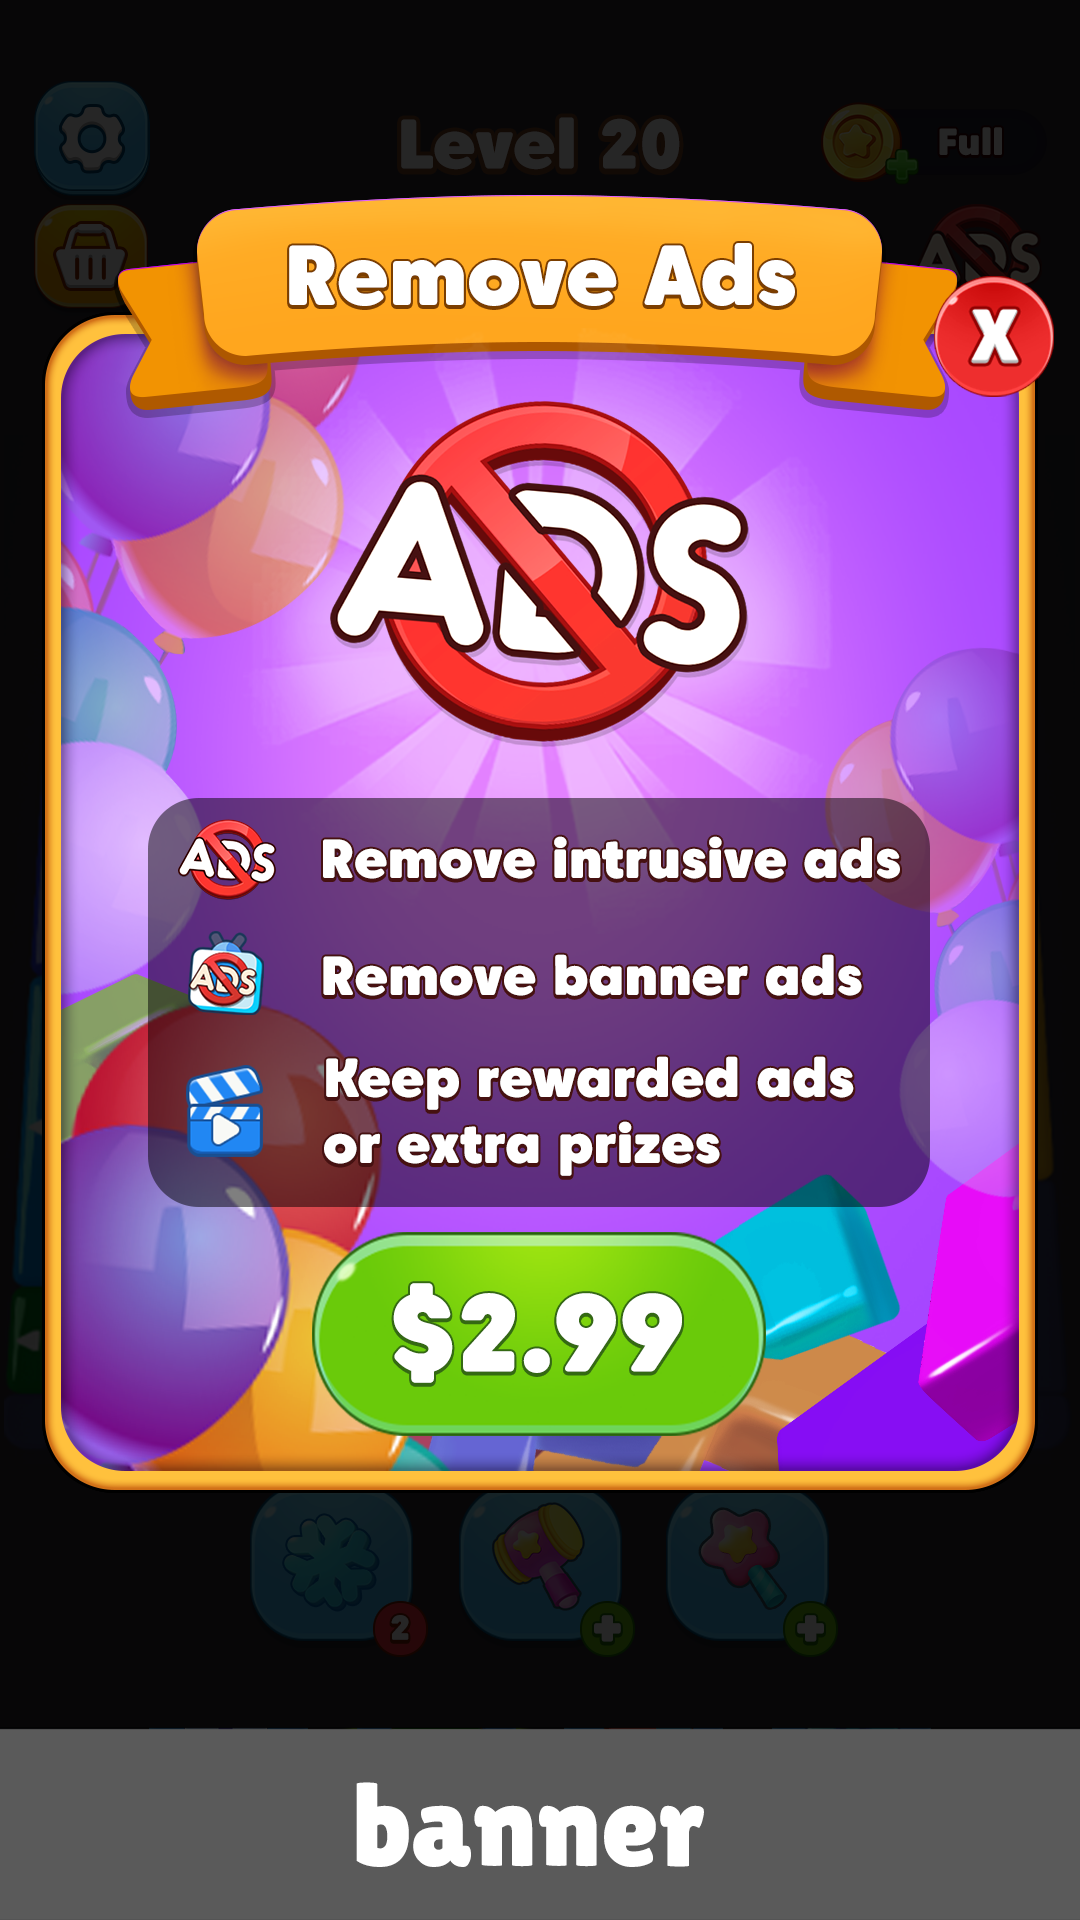 Level 20
Full
ADS
Remove Ads
X
ADS
ADS Remove intrusive ads
ADS Remove banner ads
Keep rewarded ads
or extra prizes
$2.99
2
banner